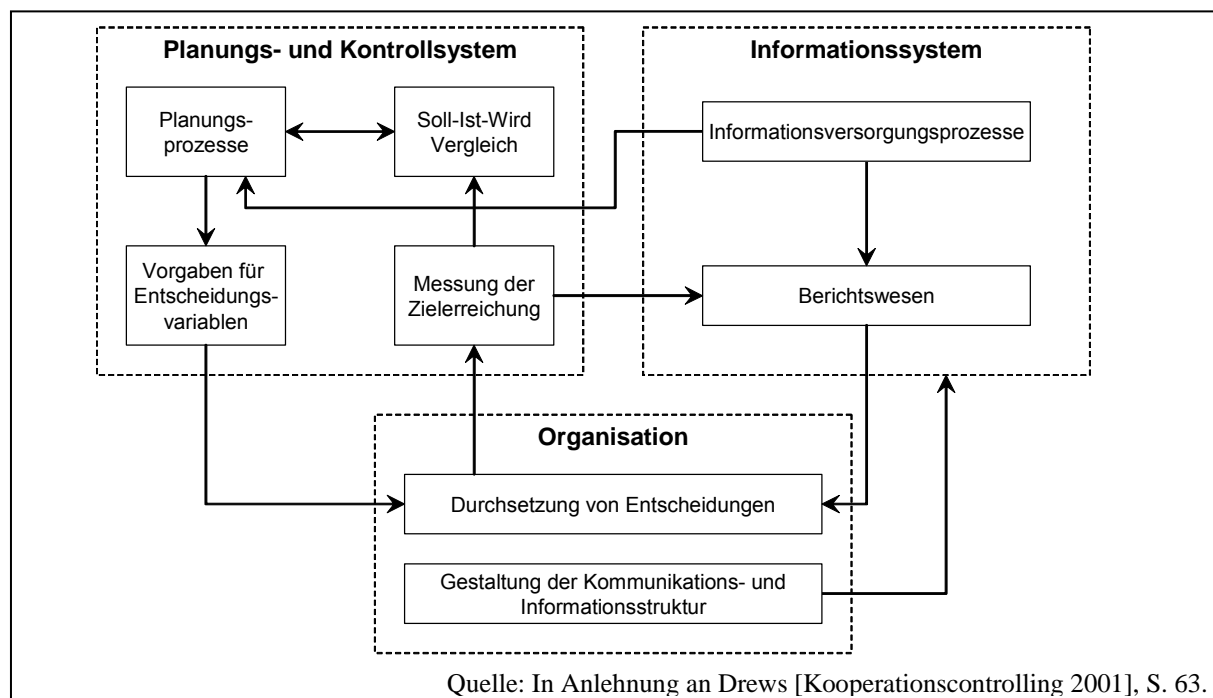 Planungs- und Kontrollsystem
Planungs-
prozesse
Soll-Ist-Wird
Vergleich
Vorgaben für
Entscheidungs-
variablen
Messung der
Zielerreichung
Informationssystem
Informationsversorgungsprozesse
Berichtswesen
Organisation
Durchsetzung von Entscheidungen
Gestaltung der Kommunikations- und
Informationsstruktur
Quelle: In Anlehnung an Drews [Kooperationscontrolling 2001], S. 63.